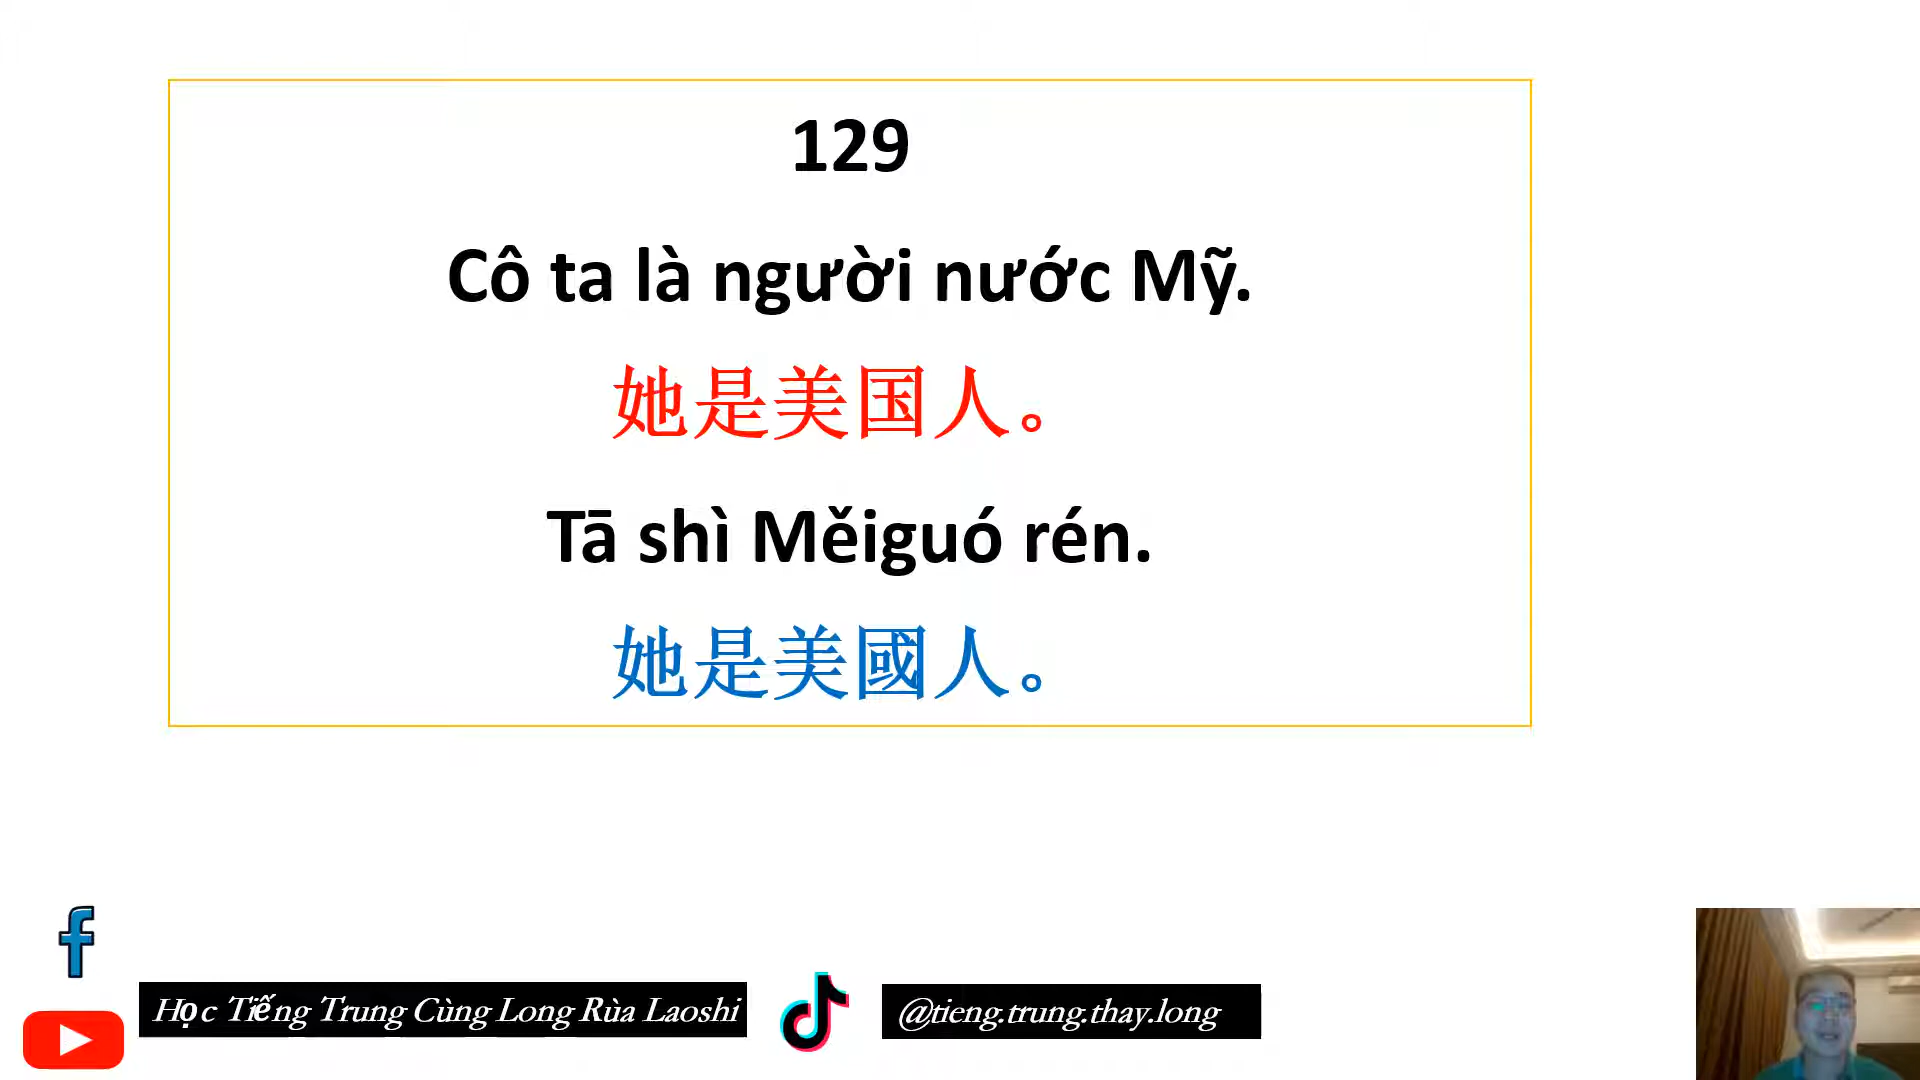 129
Cô ta là người nước Mỹ.
她是美国人。
Tā shì Měiguó rén.
她是美國人。
Học Tiếng Trung Cùng Long Rùa Laoshi
@tieng.trung.thay.long